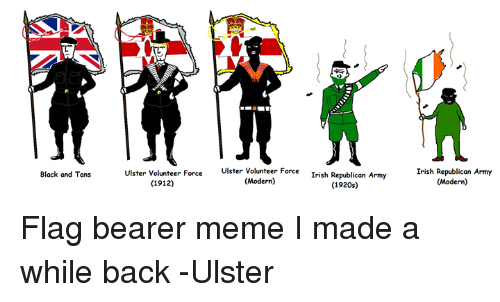 Black and Tans
Ulster Volunteer Force
(1912)
Ulster Volunteer Force
(Modern)
Irish Republican Army
(1920s)
Irish Republican Army
(Modern)
Flag bearer meme I made a
while back -Ulster